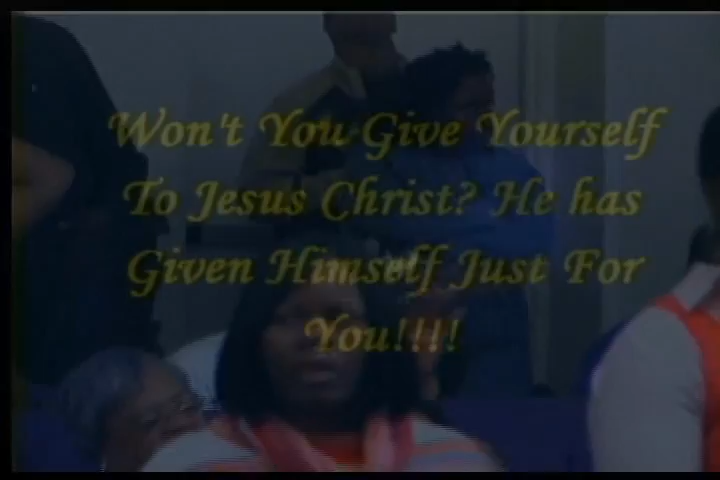 Won't You Give Yourself
To Jesus Christ? He has
Given Himself Just For
You!!!!